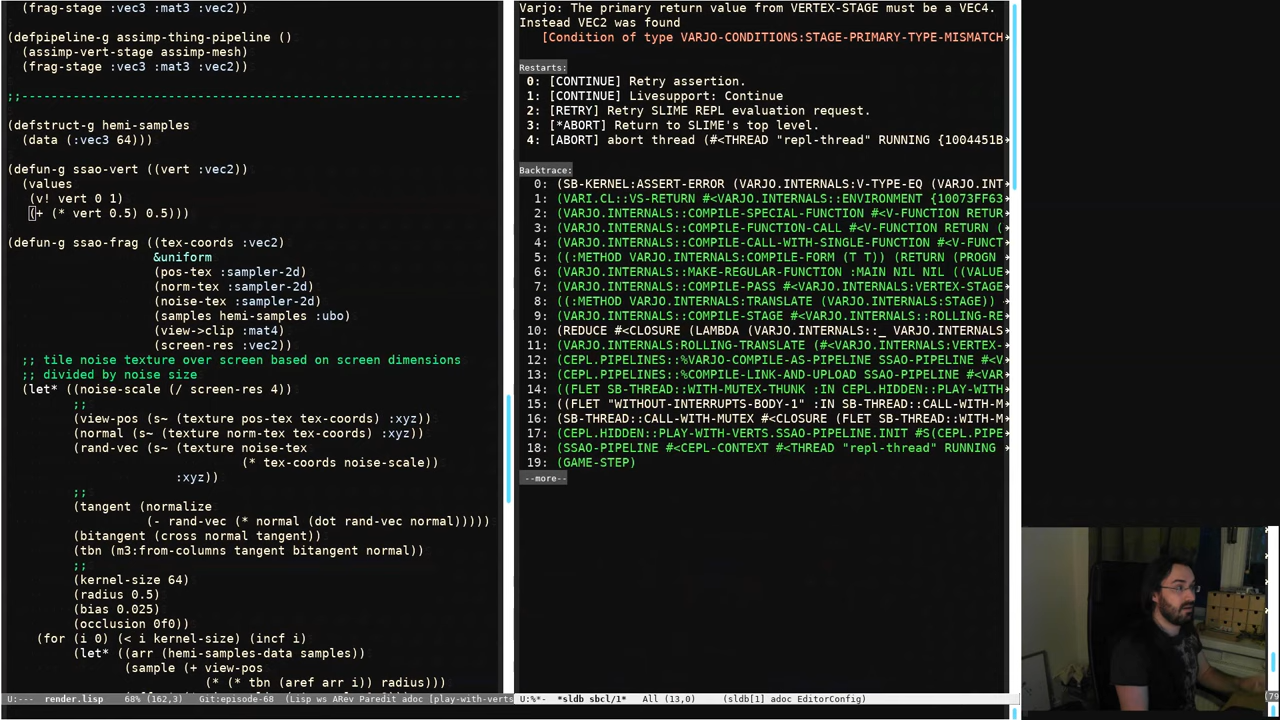 (frag-stage :vec3 :mat3 :vec2))
(defpipeline-g assimp-thing-pipeline ()
(assimp-vert-stage assimp-mesh)
(frag-stage :vec3 :mat3 :vec2))
;;------------------------------------------------------------
(defstruct-g hemi-samples
(data (:vec3 64)))
(defun-g ssao-vert ((vert :vec2))
(values
(v! vert 0 1)
(+ (* vert 0.5) 0.5)))
(defun-g ssao-frag ((tex-coords :vec2)
&uniform
(pos-tex :sampler-2d)
(norm-tex :sampler-2d)
(noise-tex :sampler-2d)
(samples hemi-samples :ubo)
(view->clip :mat4)
(screen-res :vec2))
;; tile noise texture over screen based on screen dimensions
;; divided by noise size
(let* ((noise-scale (/ screen-res 4))
;;
(view-pos (s~ (texture pos-tex tex-coords) :xyz))
(normal (s~ (texture norm-tex tex-coords) :xyz))
(rand-vec (s~ (texture noise-tex
(* tex-coords noise-scale))
:xyz))
;;
(tangent (normalize
(- rand-vec (* normal (dot rand-vec normal)))))
(bitangent (cross normal tangent))
(tbn (m3:from-columns tangent bitangent normal))
;;
(kernel-size 64)
(radius 0.5)
(bias 0.025)
(occlusion 0f0))
(for (i 0) (< i kernel-size) (incf i)
(let* ((arr (hemi-samples-data samples))
(sample (+ view-pos
(* (* tbn (aref arr i)) radius)))
U:--- render.lisp 68% (162,3) Git:episode-68 (Lisp ws ARev Paredit adoc [play-with-verts
Varjo: The primary return value from VERTEX-STAGE must be a VEC4.
Instead VEC2 was found
[Condition of type VARJO-CONDITIONS:STAGE-PRIMARY-TYPE-MISMATCH
Restarts:
0: [CONTINUE] Retry assertion.
1: [CONTINUE] Livesupport: Continue
2: [RETRY] Retry SLIME REPL evaluation request.
3: [*ABORT] Return to SLIME's top level.
4: [ABORT] abort thread (#<THREAD "repl-thread" RUNNING {1004451B
Backtrace:
0: (SB-KERNEL:ASSERT-ERROR (VARJO.INTERNALS:V-TYPE-EQ (VARJO.INT
1: (VARI.CL::VS-RETURN #<VARJO.INTERNALS::ENVIRONMENT {10073FF63
2: (VARJO.INTERNALS::COMPILE-SPECIAL-FUNCTION #<V-FUNCTION RETUR
3: (VARJO.INTERNALS::COMPILE-FUNCTION-CALL #<V-FUNCTION RETURN (
4: (VARJO.INTERNALS::COMPILE-CALL-WITH-SINGLE-FUNCTION #<V-FUNCT
5: ((:METHOD VARJO.INTERNALS:COMPILE-FORM (T T)) (RETURN (PROGN
6: (VARJO.INTERNALS::MAKE-REGULAR-FUNCTION :MAIN NIL NIL ((VALUE
7: (VARJO.INTERNALS::COMPILE-PASS #<VARJO.INTERNALS:VERTEX-STAGE
8: ((:METHOD VARJO.INTERNALS:TRANSLATE (VARJO.INTERNALS:STAGE))
9: (VARJO.INTERNALS::COMPILE-STAGE #<VARJO.INTERNALS::ROLLING-RE
10: (REDUCE #<CLOSURE (LAMBDA (VARJO.INTERNALS::_ VARJO.INTERNALS
11: (VARJO.INTERNALS:ROLLING-TRANSLATE (#<VARJO.INTERNALS:VERTEX-
12: (CEPL.PIPELINES::%VARJO-COMPILE-AS-PIPELINE SSAO-PIPELINE #<V
13: (CEPL.PIPELINES::%COMPILE-LINK-AND-UPLOAD SSAO-PIPELINE #<VAR
14: ((FLET SB-THREAD::WITH-MUTEX-THUNK :IN CEPL.HIDDEN::PLAY-WITH
15: ((FLET "WITHOUT-INTERRUPTS-BODY-1" :IN SB-THREAD::CALL-WITH-M
16: (SB-THREAD::CALL-WITH-MUTEX #<CLOSURE (FLET SB-THREAD::WITH-M
17: (CEPL.HIDDEN::PLAY-WITH-VERTS.SSAO-PIPELINE.INIT #S(CEPL.PIPE
18: (SSAO-PIPELINE #<CEPL-CONTEXT #<THREAD "repl-thread" RUNNING
19: (GAME-STEP)
--more--
U:%*- *sldb sbcl/1* All (13,0) (sldb[1] adoc EditorConfig)